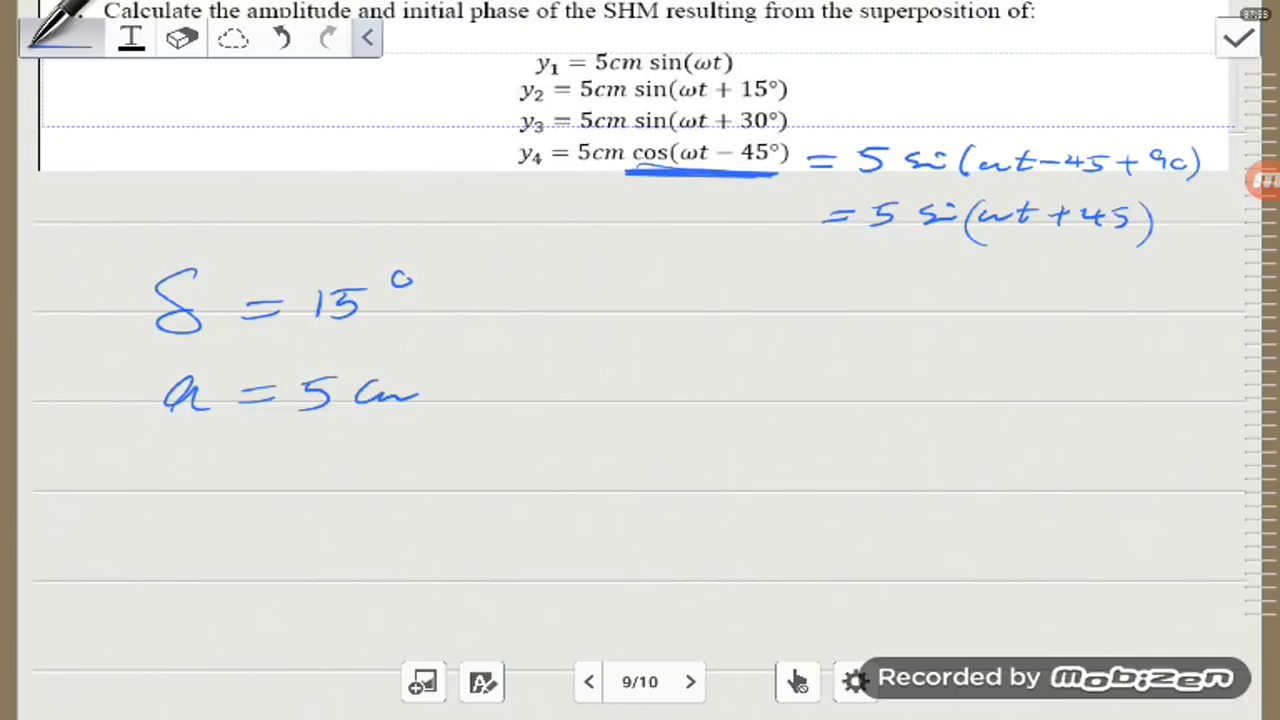 Calculate the amplitude and initial phase of the SHM resulting from the superposition of:
T
y₁ = 5cm sin(ωt)
y₂ = 5cm sin(ωt + 15°)
y₃ = 5cm sin(ωt + 30°)
y₄ = 5cm cos(ωt − 45°) = 5 sin(ωt−45+90)
= 5 sin(ωt+45)
δ = 15°
a = 5 cm
9/10
Recorded by mobizen